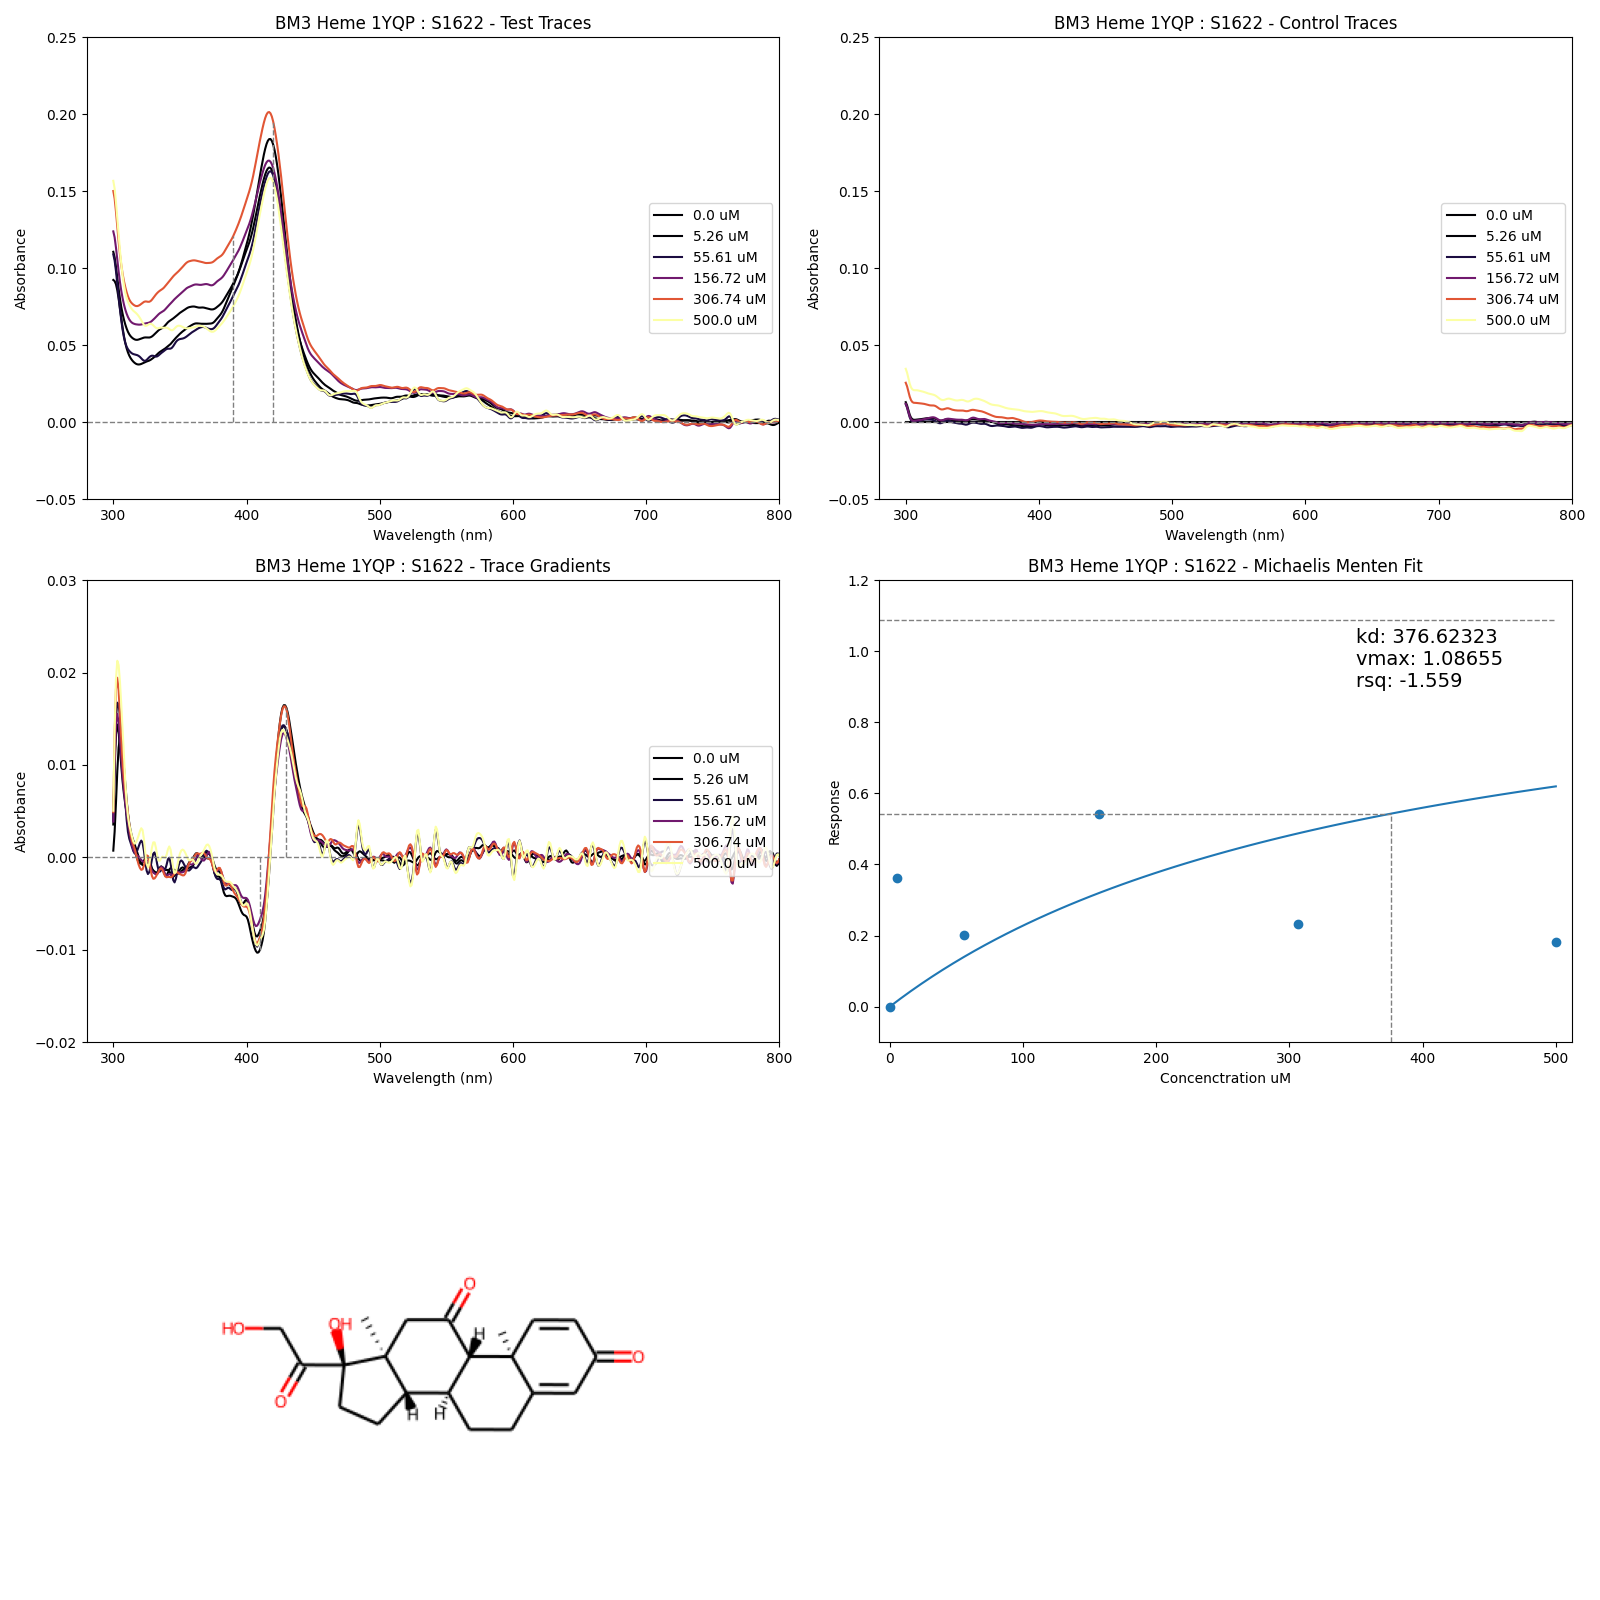 BM3 Heme 1YQP : S1622 - Test Traces
0.25
0.20
0.15
0.10
0.05
0.00
−0.05
Absorbance
300 400 500 600 700 800
Wavelength (nm)
0.0 uM
5.26 uM
55.61 uM
156.72 uM
306.74 uM
500.0 uM
BM3 Heme 1YQP : S1622 - Control Traces
0.25
0.20
0.15
0.10
0.05
0.00
−0.05
Absorbance
300 400 500 600 700 800
Wavelength (nm)
0.0 uM
5.26 uM
55.61 uM
156.72 uM
306.74 uM
500.0 uM
BM3 Heme 1YQP : S1622 - Trace Gradients
0.03
0.02
0.01
0.00
−0.01
−0.02
Absorbance
300 400 500 600 700 800
Wavelength (nm)
0.0 uM
5.26 uM
55.61 uM
156.72 uM
306.74 uM
500.0 uM
BM3 Heme 1YQP : S1622 - Michaelis Menten Fit
1.2
1.0
0.8
0.6
0.4
0.2
0.0
Response
kd: 376.62323
vmax: 1.08655
rsq: -1.559
0 100 200 300 400 500
Concenctration uM
O
HO
OH
H
O
O
H
H